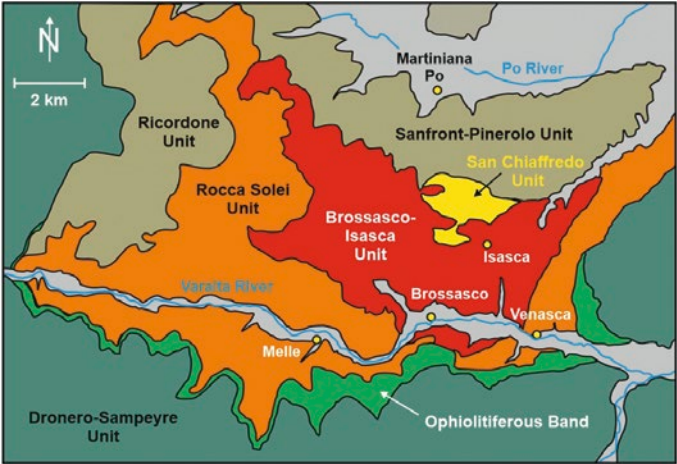 N
2 km
Martiniana
Po
Po River
Ricordone
Unit
Sanfront-Pinerolo Unit
San Chiaffredo
Unit
Rocca Solei
Unit
Brossasco-
Isasca
Unit
Isasca
Varaita River
Brossasco
Venasca
Melle
Dronero-Sampeyre
Unit
Ophiolitiferous Band